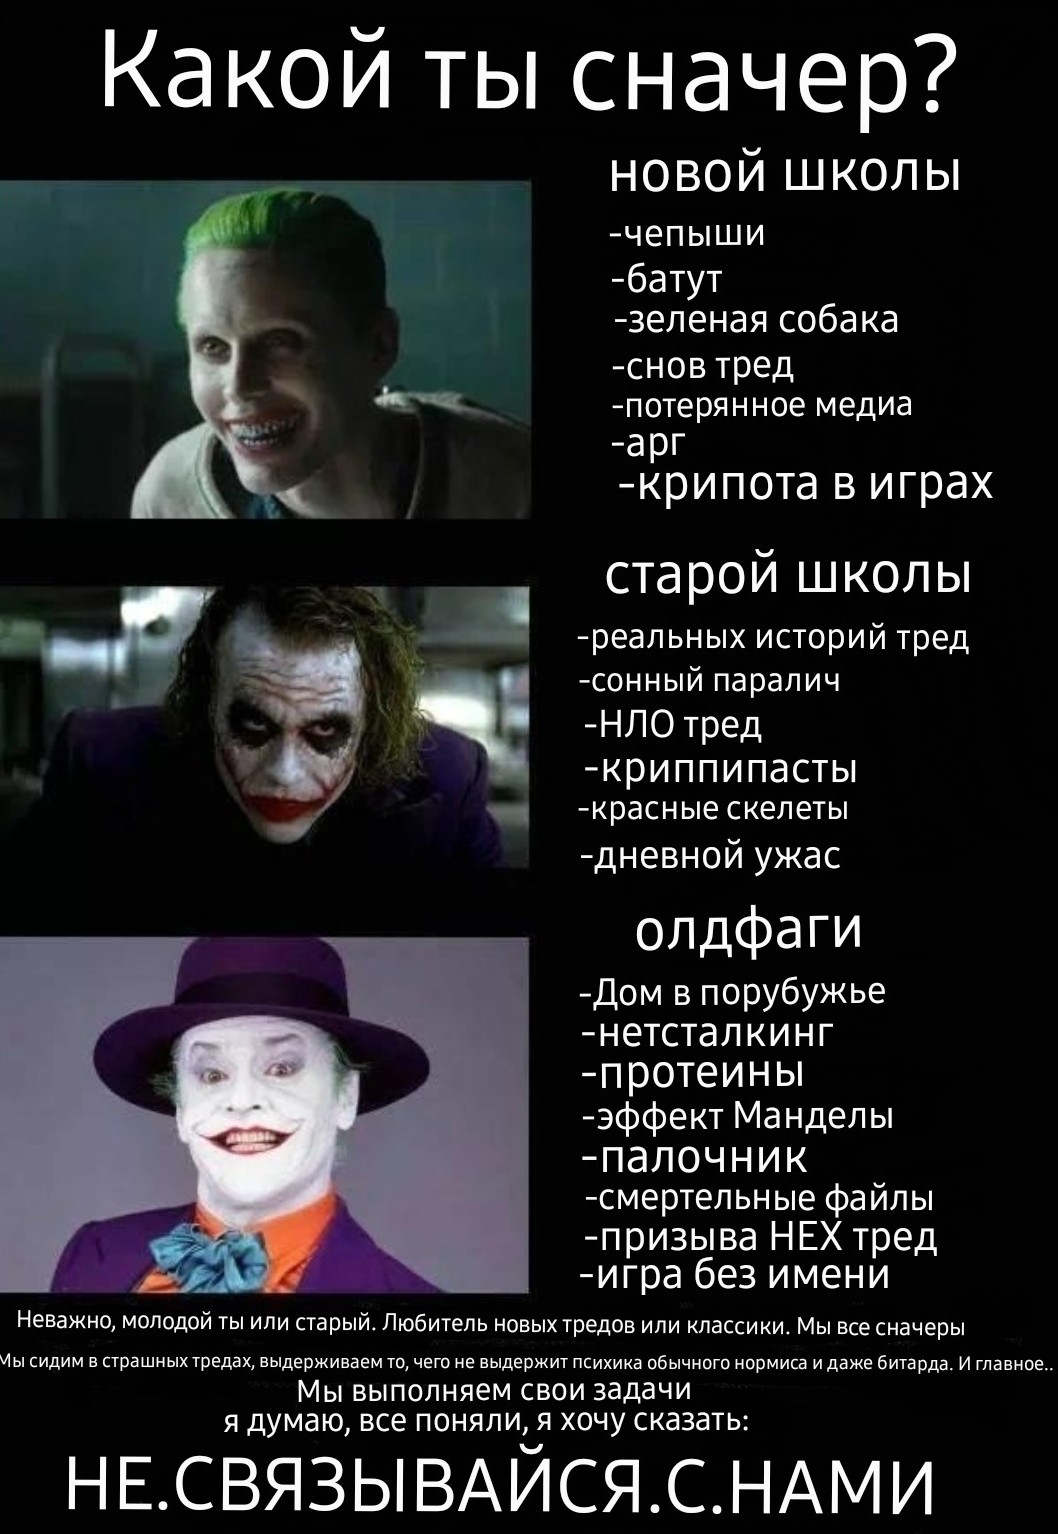 Какой ты сначер?
новой школы
-чепыши
-батут
-зеленая собака
-снов тред
-потерянное медиа
-арг
-крипота в играх
старой школы
-реальных историй тред
-сонный паралич
-НЛО тред
-криппипасты
-красные скелеты
-дневной ужас
олдфаги
-Дом в порубужье
-нетсталкинг
-протеины
-эффект Манделы
-палочник
-смертельные файлы
-призыва НЕХ тред
-игра без имени
Неважно, молодой ты или старый. Любитель новых тредов или классики. Мы все сначеры
Мы сидим в страшных тредах, выдерживаем то, чего не выдержит психика обычного нормиса и даже битарда. И главное..
Мы выполняем свои задачи
я думаю, все поняли, я хочу сказать:
НЕ.СВЯЗЫВАЙСЯ.С.НАМИ